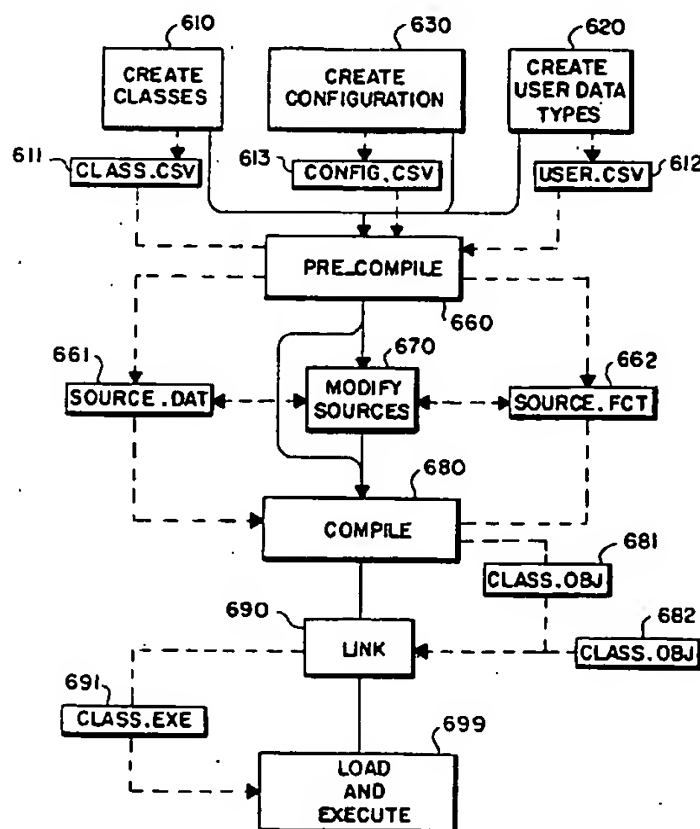 610
630
620
CREATE
CLASSES
CREATE
CONFIGURATION
CREATE
USER DATA
TYPES
611
CLASS.CSV
613
CONFIG.CSV
USER.CSV
612
PRE_COMPILE
660
661
670
662
SOURCE.DAT
MODIFY
SOURCES
SOURCE.FCT
680
COMPILE
681
CLASS.OBJ
690
682
LINK
CLASS.OBJ
691
CLASS.EXE
699
LOAD
AND
EXECUTE